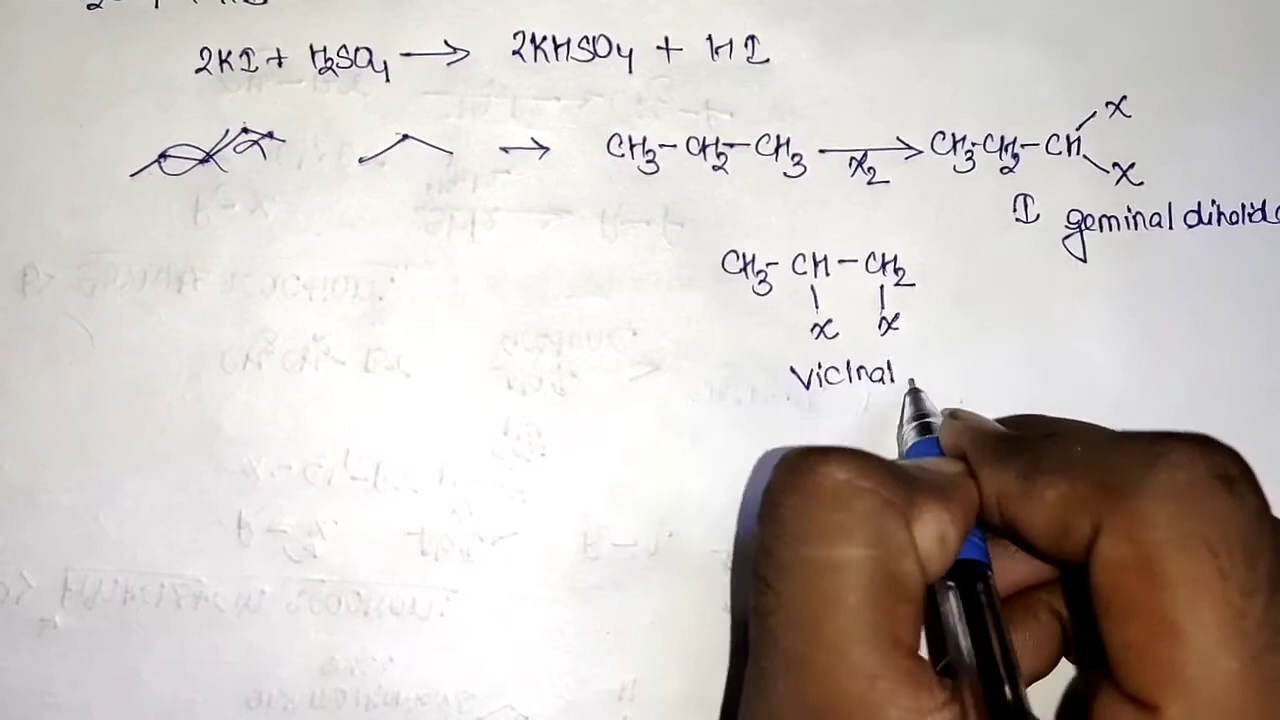 2KI + H₂SO₄ ⟶ 2KHSO₄ + HI
→ CH₃-CH₂-CH₃ ⟶ CH₃-CH₂-CH
X
X₂
X
I geminal dihalide
CH₃-CH-CH₂
X X
Vicinal